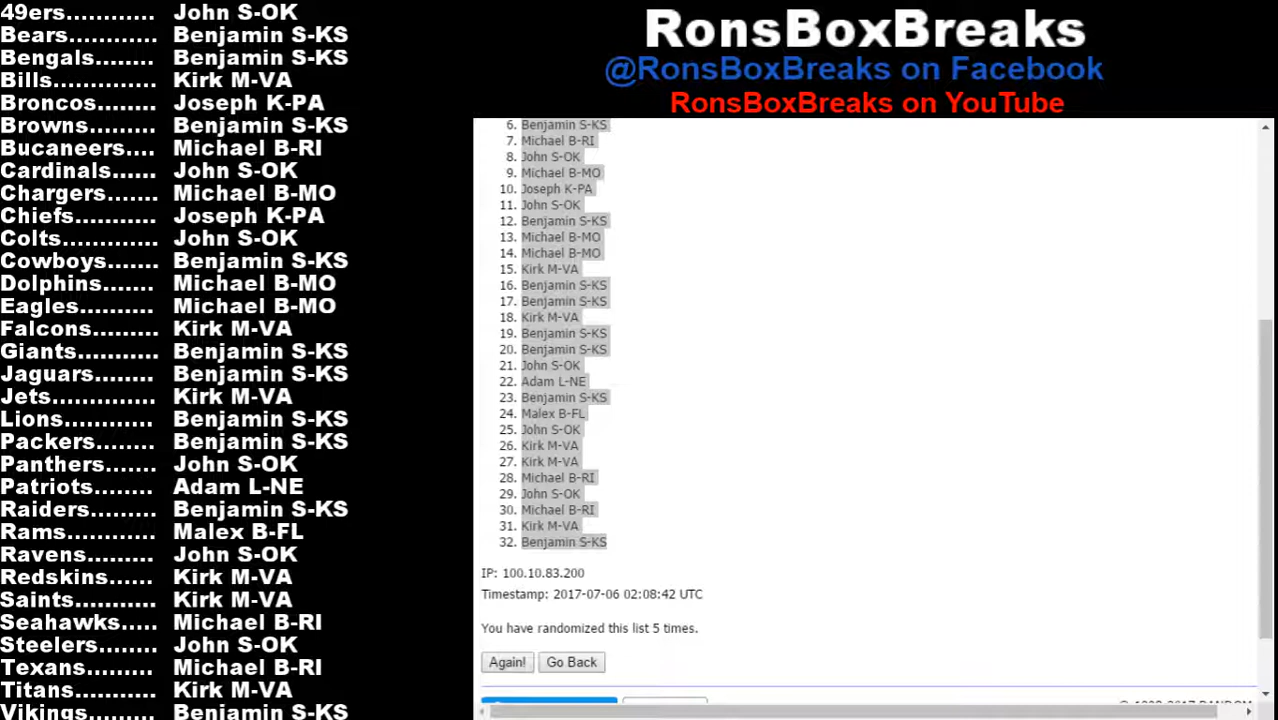 49ers............ John S-OK
Bears............ Benjamin S-KS
Bengals........ Benjamin S-KS
Bills............. Kirk M-VA
Broncos........ Joseph K-PA
Browns......... Benjamin S-KS
Bucaneers.... Michael B-RI
Cardinals...... John S-OK
Chargers....... Michael B-MO
Chiefs........... Joseph K-PA
Colts............. John S-OK
Cowboys....... Benjamin S-KS
Dolphins........ Michael B-MO
Eagles.......... Michael B-MO
Falcons......... Kirk M-VA
Giants........... Benjamin S-KS
Jaguars........ Benjamin S-KS
Jets.............. Kirk M-VA
Lions............ Benjamin S-KS
Packers........ Benjamin S-KS
Panthers....... John S-OK
Patriots........ Adam L-NE
Raiders......... Benjamin S-KS
Rams............ Malex B-FL
Ravens......... John S-OK
Redskins...... Kirk M-VA
Saints........... Kirk M-VA
Seahawks..... Michael B-RI
Steelers........ John S-OK
Texans......... Michael B-RI
Titans........... Kirk M-VA
Vikings.......... Benjamin S-KS
RonsBoxBreaks
@RonsBoxBreaks on Facebook
RonsBoxBreaks on YouTube
6. Benjamin S-KS
7. Michael B-RI
8. John S-OK
9. Michael B-MO
10. Joseph K-PA
11. John S-OK
12. Benjamin S-KS
13. Michael B-MO
14. Michael B-MO
15. Kirk M-VA
16. Benjamin S-KS
17. Benjamin S-KS
18. Kirk M-VA
19. Benjamin S-KS
20. Benjamin S-KS
21. John S-OK
22. Adam L-NE
23. Benjamin S-KS
24. Malex B-FL
25. John S-OK
26. Kirk M-VA
27. Kirk M-VA
28. Michael B-RI
29. John S-OK
30. Michael B-RI
31. Kirk M-VA
32. Benjamin S-KS
IP: 100.10.83.200
Timestamp: 2017-07-06 02:08:42 UTC
You have randomized this list 5 times.
Again! Go Back